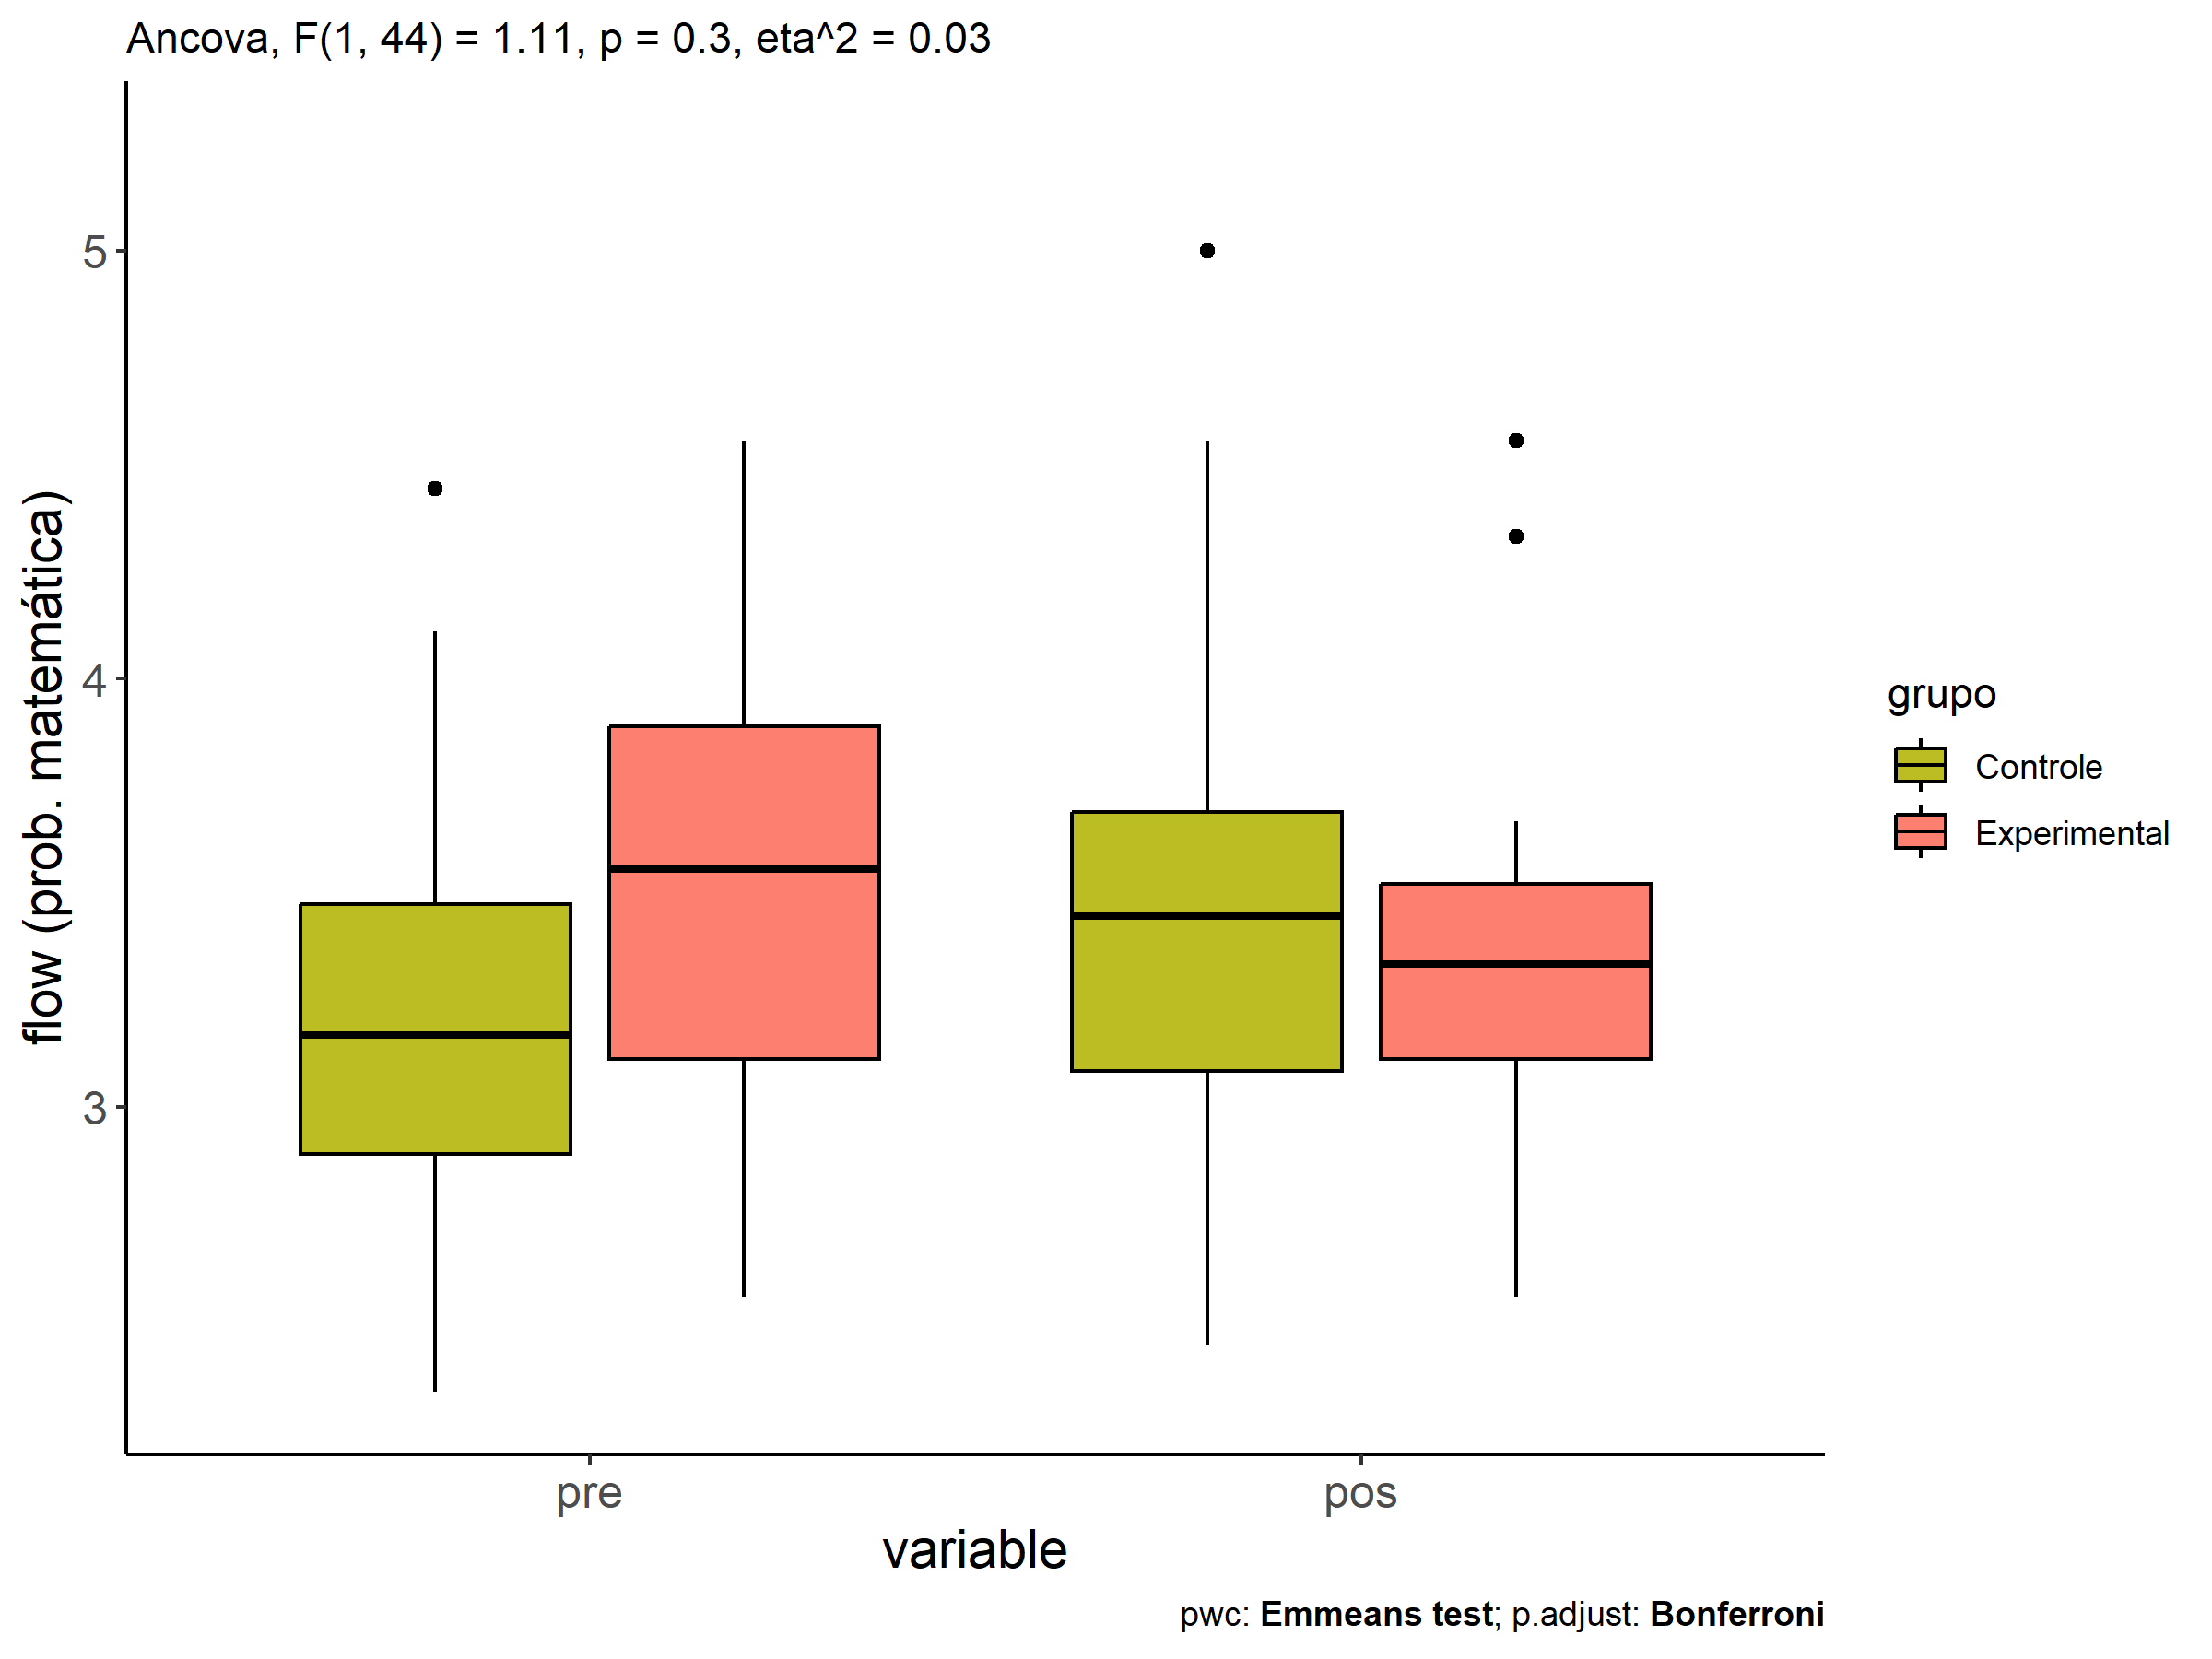 Ancova, F(1, 44) = 1.11, p = 0.3, eta^2 = 0.03
flow (prob. matemática)
5
4
3
pre
pos
variable
grupo
Controle
Experimental
pwc: Emmeans test; p.adjust: Bonferroni